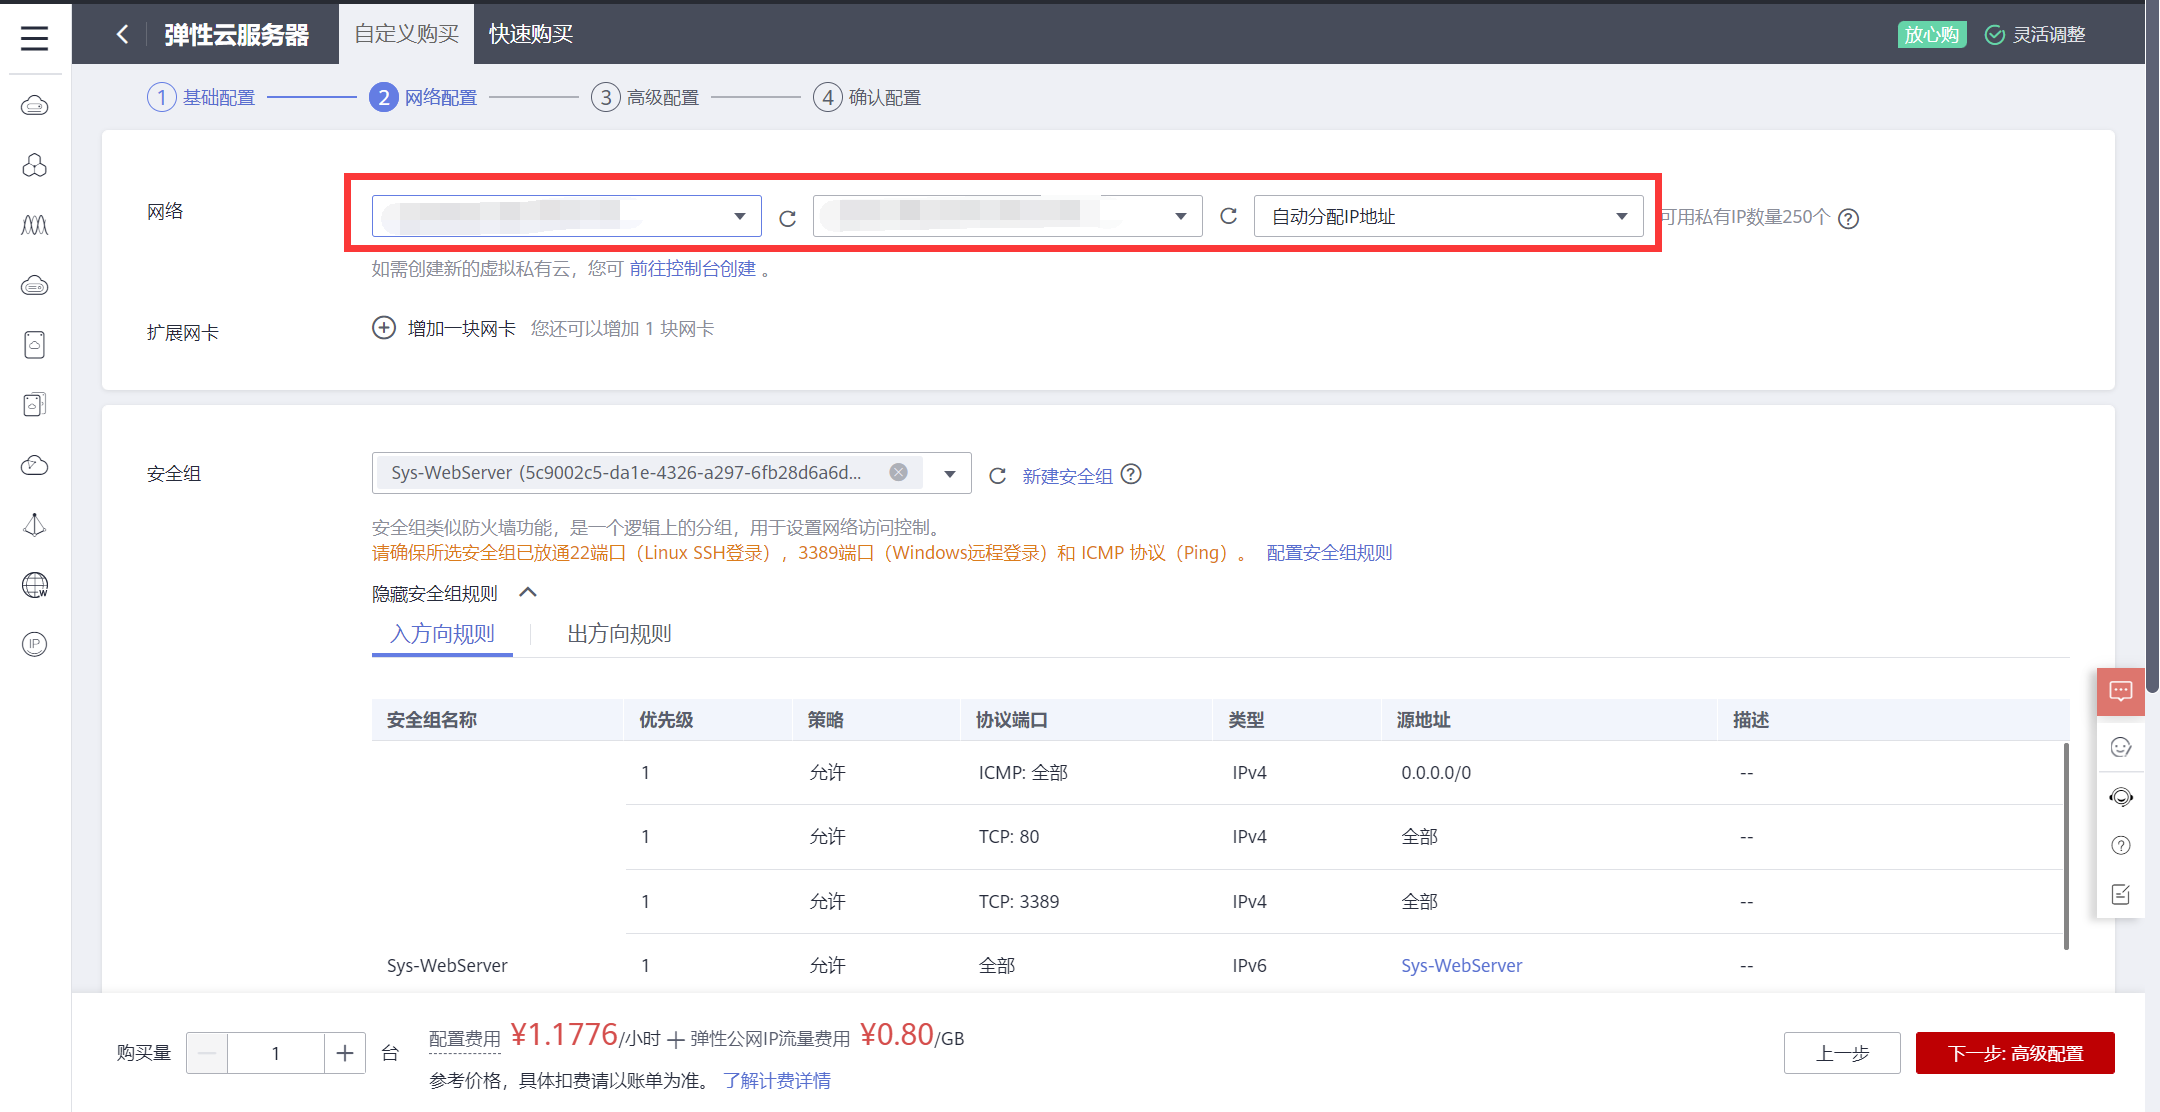 弹性云服务器 自定义购买 快速购买 放心购 灵活调整
1 基础配置 2 网络配置 3 高级配置 4 确认配置
网络 自动分配IP地址 可用私有IP数量250个
如需创建新的虚拟私有云，您可 前往控制台创建 。
扩展网卡 增加一块网卡 您还可以增加 1 块网卡
安全组 Sys-WebServer (5c9002c5-da1e-4326-a297-6fb28d6a6d... 新建安全组
安全组类似防火墙功能，是一个逻辑上的分组，用于设置网络访问控制。
请确保所选安全组已放通22端口（Linux SSH登录），3389端口（Windows远程登录）和 ICMP 协议（Ping）。 配置安全组规则
隐藏安全组规则
入方向规则 出方向规则
安全组名称 优先级 策略 协议端口 类型 源地址 描述
1 允许 ICMP: 全部 IPv4 0.0.0.0/0 --
1 允许 TCP: 80 IPv4 全部 --
1 允许 TCP: 3389 IPv4 全部 --
Sys-WebServer 1 允许 全部 IPv6 Sys-WebServer --
购买量 1 台 配置费用 ¥1.1776/小时 + 弹性公网IP流量费用 ¥0.80/GB
参考价格，具体扣费请以账单为准。 了解计费详情
上一步 下一步: 高级配置
IP